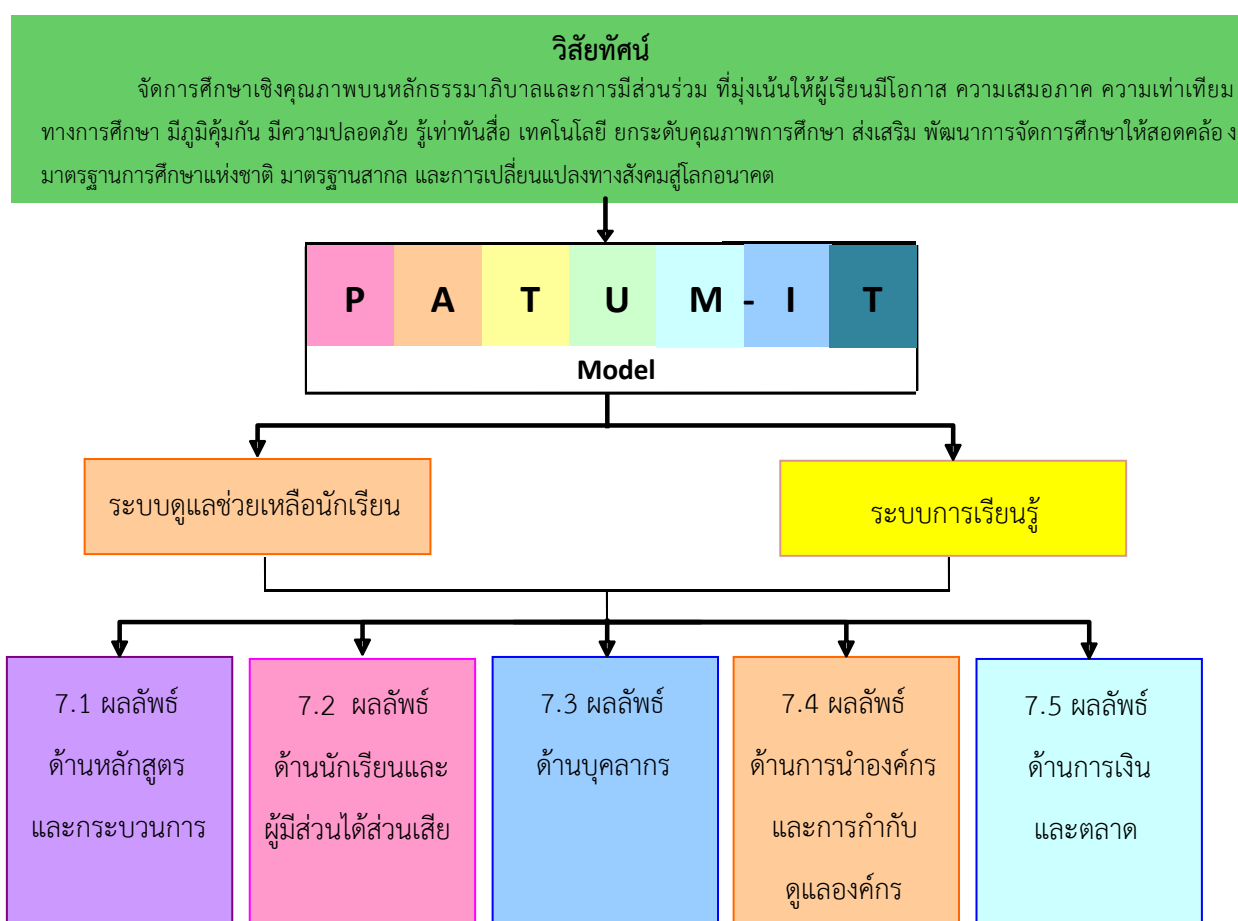 วิสัยทัศน์
จัดการศึกษาเชิงคุณภาพบนหลักธรรมาภิบาลและการมีส่วนร่วม ที่มุ่งเน้นให้ผู้เรียนมีโอกาส ความเสมอภาค ความเท่าเทียม
ทางการศึกษา มีภูมิคุ้มกัน มีความปลอดภัย รู้เท่าทันสื่อ เทคโนโลยี ยกระดับคุณภาพการศึกษา ส่งเสริม พัฒนาการจัดการศึกษาให้สอดคล้อง
มาตรฐานการศึกษาแห่งชาติ มาตรฐานสากล และการเปลี่ยนแปลงทางสังคมสู่โลกอนาคต
P A T U M - I T
Model
ระบบดูแลช่วยเหลือนักเรียน
ระบบการเรียนรู้
7.1 ผลลัพธ์
ด้านหลักสูตร
และกระบวนการ
7.2 ผลลัพธ์
ด้านนักเรียนและ
ผู้มีส่วนได้ส่วนเสีย
7.3 ผลลัพธ์
ด้านบุคลากร
7.4 ผลลัพธ์
ด้านการนำองค์กร
และการกำกับ
ดูแลองค์กร
7.5 ผลลัพธ์
ด้านการเงิน
และตลาด